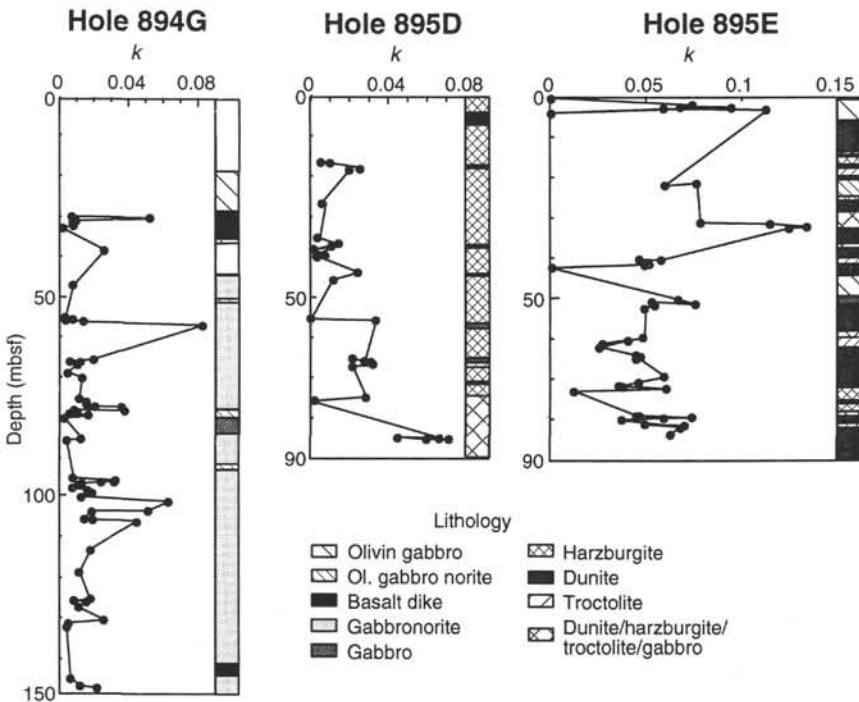 Hole 894G
Hole 895D
Hole 895E
k
k
k
0 0.04 0.08
0 0.04 0.08
0 0.05 0.1 0.15
Depth (mbsf)
0
50
100
150
0
50
90
0
50
90
Lithology
Olivin gabbro
Ol. gabbro norite
Basalt dike
Gabbronorite
Gabbro
Harzburgite
Dunite
Troctolite
Dunite/harzburgite/
troctolite/gabbro